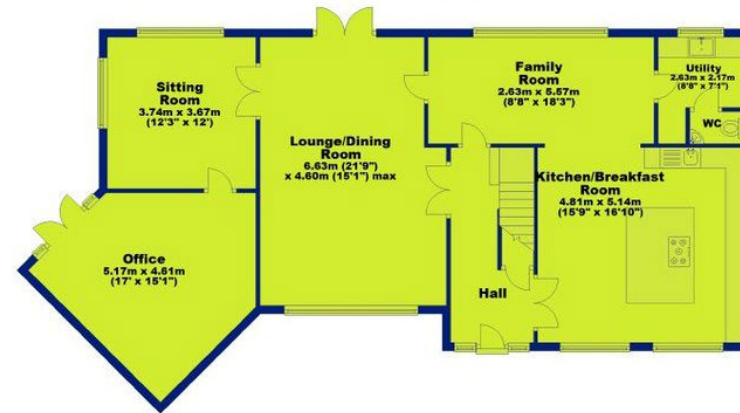 Sitting
Room
3.74m x 3.67m
(12'3" x 12')
Lounge/Dining
Room
6.63m (21'9")
x 4.60m (15'1") max
Family
Room
2.63m x 5.57m
(8'8" x 18'3")
Utility
2.63m x 2.17m
(8'8" x 7'1")
WC
Kitchen/Breakfast
Room
4.81m x 5.14m
(15'9" x 16'10")
Office
5.17m x 4.61m
(17' x 15'1")
Hall